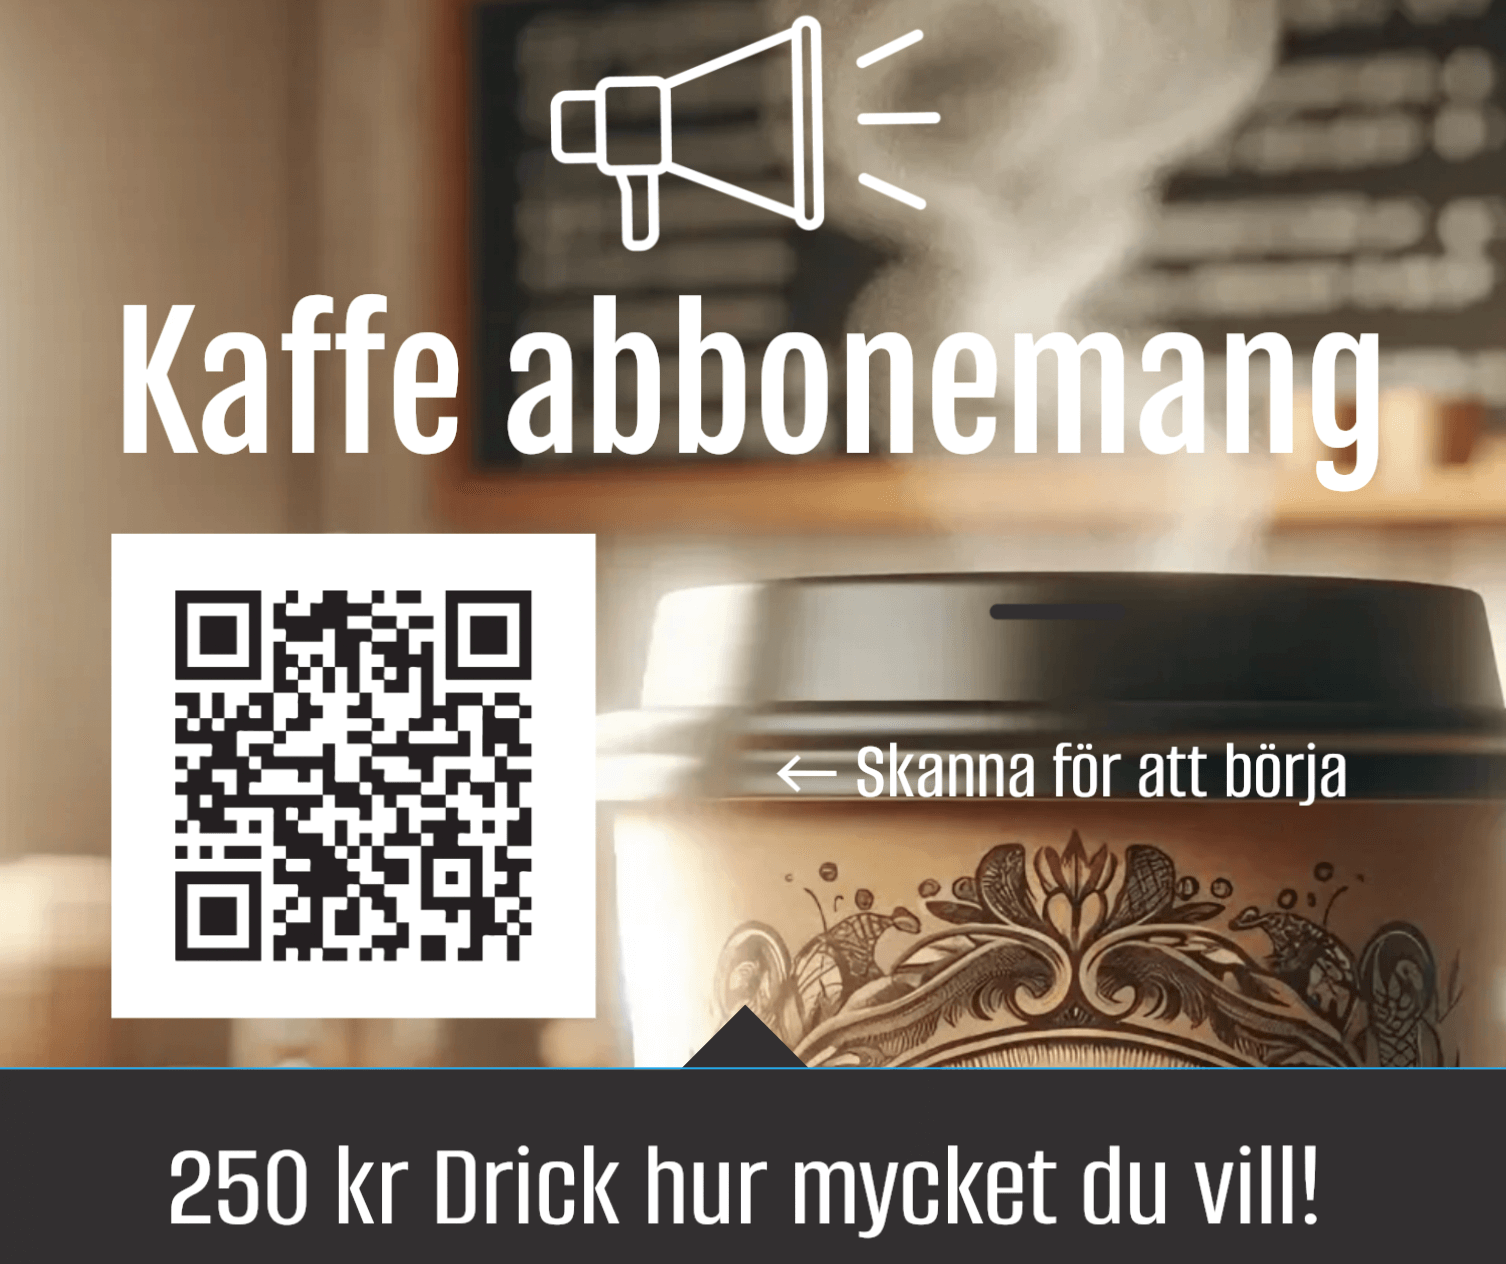 Kaffe abbonemang
← Skanna för att börja
250 kr Drick hur mycket du vill!